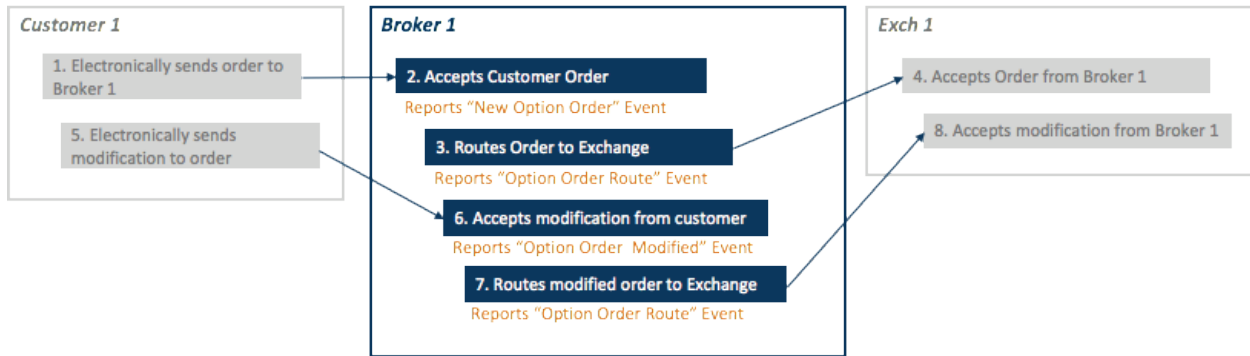 Customer 1
1. Electronically sends order to
Broker 1
5. Electronically sends
modification to order
Broker 1
2. Accepts Customer Order
Reports “New Option Order” Event
3. Routes Order to Exchange
Reports “Option Order Route” Event
6. Accepts modification from customer
Reports “Option Order  Modified” Event
7. Routes modified order to Exchange
Reports “Option Order Route” Event
Exch 1
4. Accepts Order from Broker 1
8. Accepts modification from Broker 1